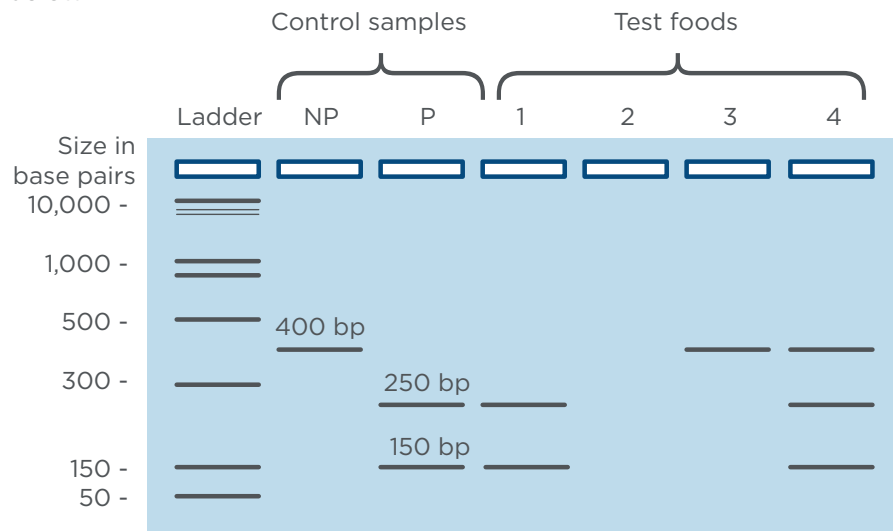 Control samples
Test foods
Ladder NP P 1 2 3 4
Size in
base pairs
10,000 -
1,000 -
500 -
400 bp
300 -
250 bp
150 bp
150 -
50 -